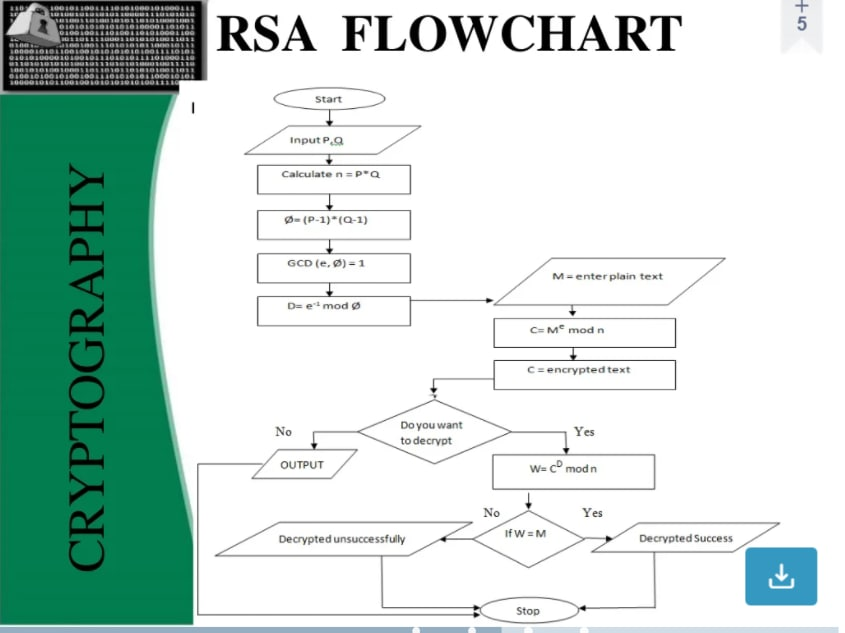 RSA FLOWCHART
+
5
CRYPTOGRAPHY
Start
Input P,Q
Calculate n = P*Q
Ø= (P-1)*(Q-1)
GCD (e, Ø) = 1
D= e⁻¹ mod Ø
M = enter plain text
C= Mᵉ mod n
C = encrypted text
Do you want
to decrypt
No
Yes
OUTPUT
W= Cᴰ mod n
No
Yes
If W = M
Decrypted unsuccessfully
Decrypted Success
Stop